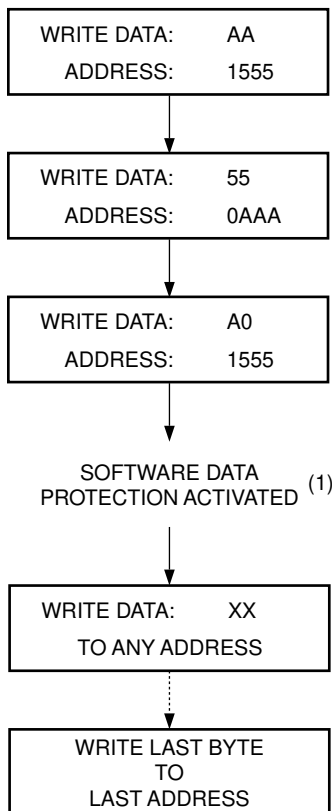 WRITE DATA: AA
ADDRESS: 1555
WRITE DATA: 55
ADDRESS: 0AAA
WRITE DATA: A0
ADDRESS: 1555
SOFTWARE DATA
PROTECTION ACTIVATED (1)
WRITE DATA: XX
TO ANY ADDRESS
WRITE LAST BYTE
TO
LAST ADDRESS